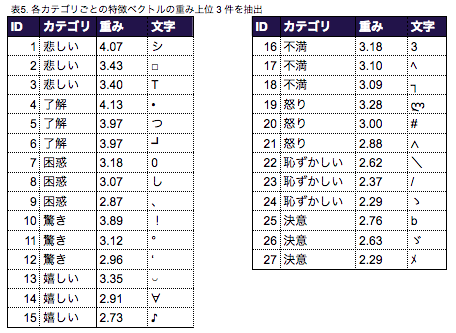 表5. 各カテゴリごとの特徴ベクトルの重み上位 3 件を抽出
ID カテゴリ 重み 文字
1 悲しい 4.07 シ
2 悲しい 3.43 □
3 悲しい 3.40 T
4 了解 4.13 •
5 了解 3.97 つ
6 了解 3.97 ┛
7 困惑 3.18 0
8 困惑 3.07 し
9 困惑 2.87 、
10 驚き 3.89 !
11 驚き 3.12 °
12 驚き 2.96 '
13 嬉しい 3.35 ᴗ
14 嬉しい 2.91 ∀
15 嬉しい 2.73 ♪
ID カテゴリ 重み 文字
16 不満 3.18 3
17 不満 3.10 ヘ
18 不満 3.09 ┓
19 怒り 3.28 ლ
20 怒り 3.00 #
21 怒り 2.88 ㅅ
22 恥ずかしい 2.62 ＼
23 恥ずかしい 2.37 /
24 恥ずかしい 2.29 ゝ
25 決意 2.76 b
26 決意 2.63 ゞ
27 決意 2.29 ﾒ